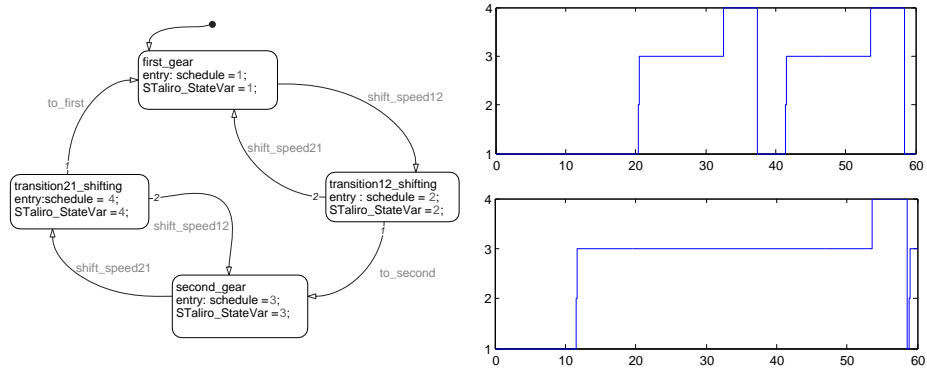 first_gear
entry: schedule =1;
STaliro_StateVar =1;
to_first
shift_speed12
shift_speed21
1
transition21_shifting
entry:schedule = 4;
STaliro_StateVar =4;
2
shift_speed12
2
transition12_shifting
entry : schedule = 2;
STaliro_StateVar =2;
1
shift_speed21
to_second
second_gear
entry: schedule =3;
STaliro_StateVar =3;
4
3
2
1
0 10 20 30 40 50 60
4
3
2
1
0 10 20 30 40 50 60